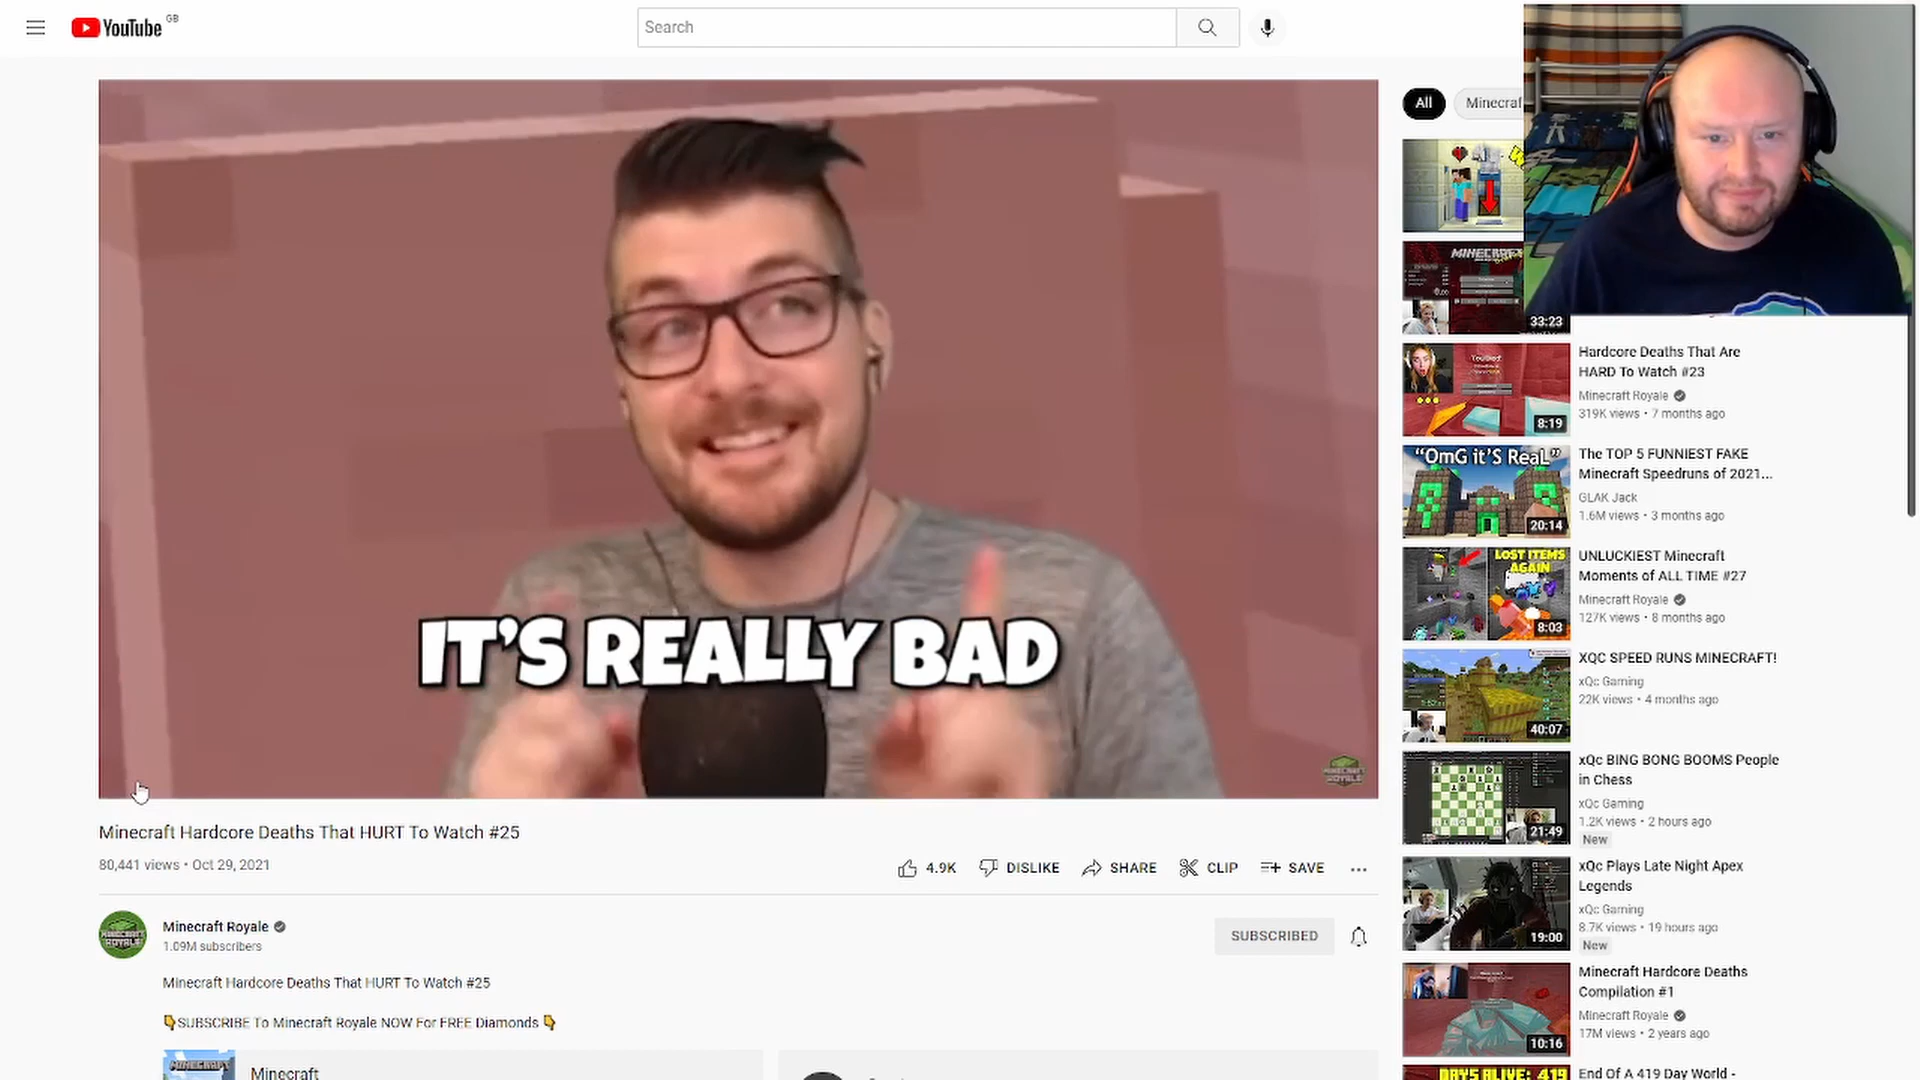 YouTube GB
Search
All
Minecraf
IT'S REALLY BAD
MINECRAFT
ROYALE
Minecraft Hardcore Deaths That HURT To Watch #25
80,441 views • Oct 29, 2021
4.9K
DISLIKE
SHARE
CLIP
SAVE
Minecraft Royale
1.09M subscribers
SUBSCRIBED
Minecraft Hardcore Deaths That HURT To Watch #25
👇SUBSCRIBE To Minecraft Royale NOW For FREE Diamonds 👇
Minecraft
33:23
Hardcore Deaths That Are
HARD To Watch #23
Minecraft Royale
319K views • 7 months ago
8:19
"OmG it'S ReaL"
20:14
The TOP 5 FUNNIEST FAKE
Minecraft Speedruns of 2021...
GLAK Jack
1.6M views • 3 months ago
LOST ITEMS
AGAIN
8:03
UNLUCKIEST Minecraft
Moments of ALL TIME #27
Minecraft Royale
127K views • 8 months ago
40:07
XQC SPEED RUNS MINECRAFT!
xQc Gaming
22K views • 4 months ago
21:49
xQc BING BONG BOOMS People
in Chess
xQc Gaming
1.2K views • 2 hours ago
New
19:00
xQc Plays Late Night Apex
Legends
xQc Gaming
8.7K views • 19 hours ago
New
10:16
Minecraft Hardcore Deaths
Compilation #1
Minecraft Royale
17M views • 2 years ago
DAYS ALIVE: 419
End Of A 419 Day World -